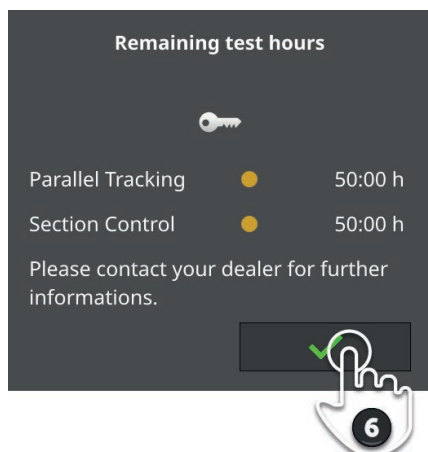 Remaining test hours
Parallel Tracking 50:00 h
Section Control 50:00 h
Please contact your dealer for further
informations.
6